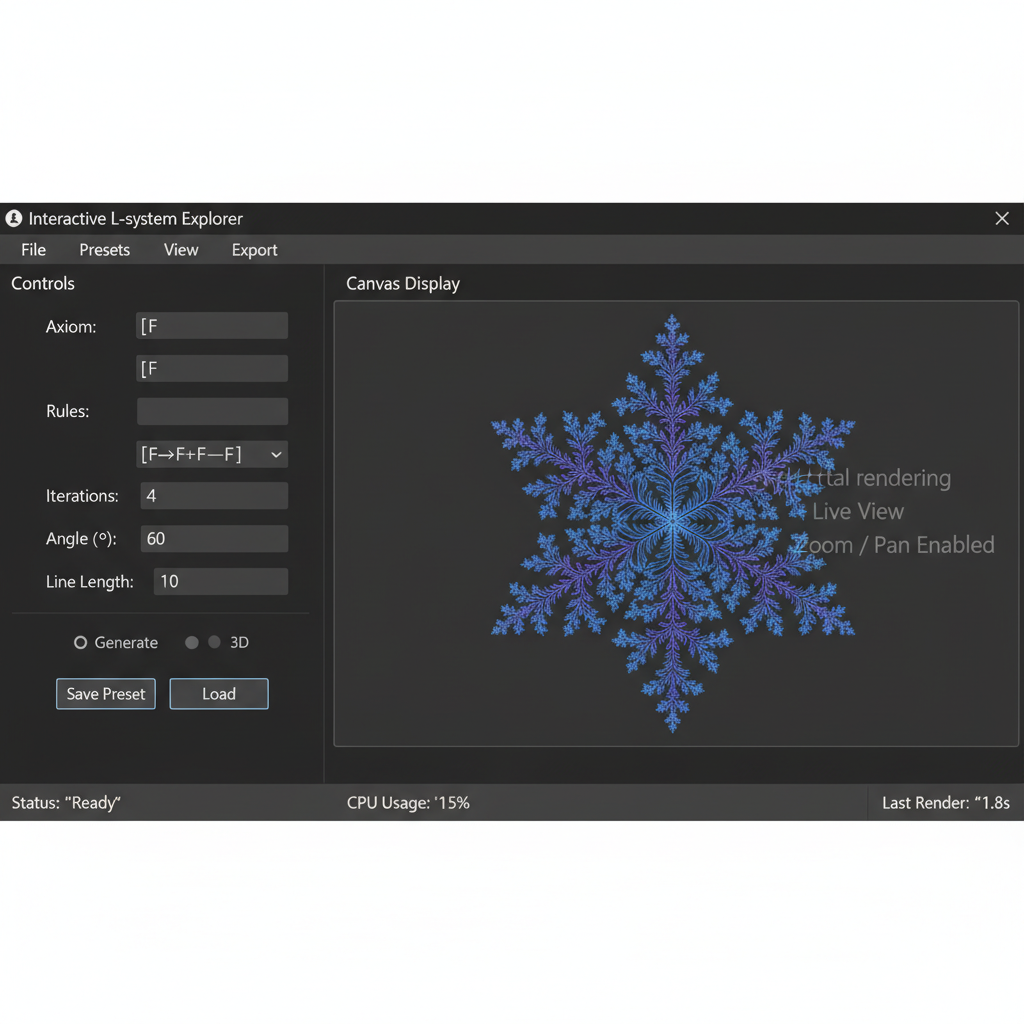 Interactive L-system Explorer
File Presets View Export
Controls
Axiom: [F
[F
Rules:
[F→F+F—F]
Iterations: 4
Angle (º): 60
Line Length: 10
Generate 3D
Save Preset Load
Canvas Display
rendering
Live View
Zoom / Pan Enabled
Status: "Ready“
CPU Usage: '15%
Last Render: “1.8s